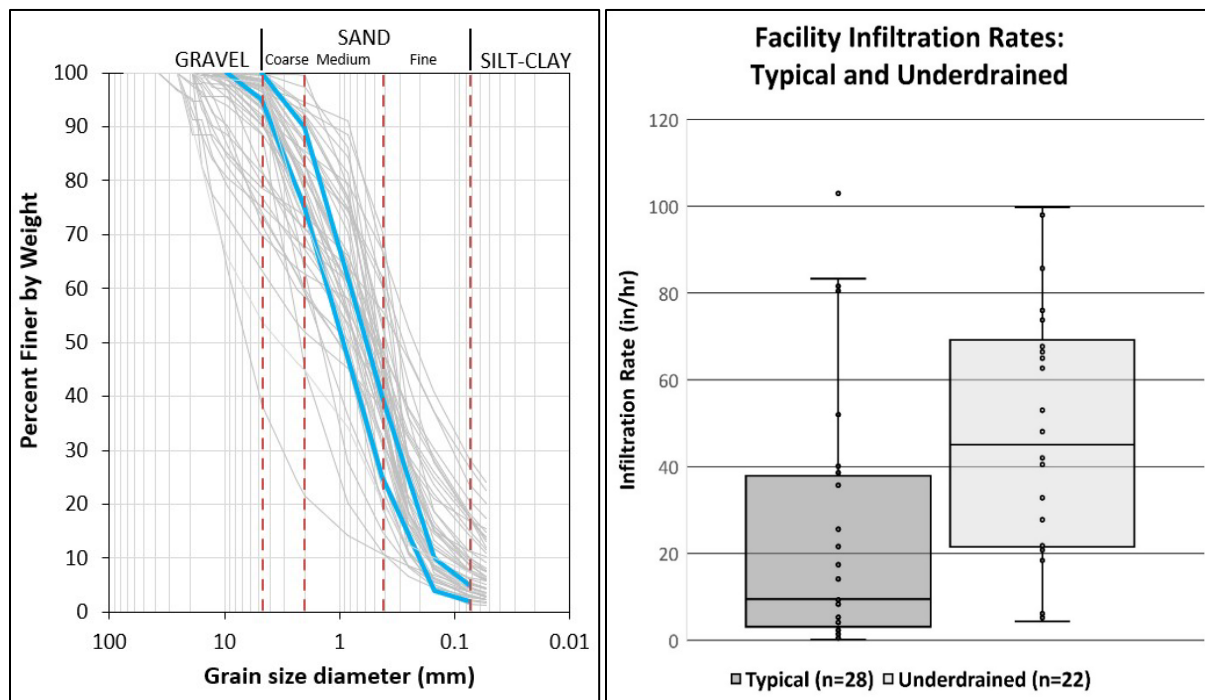 SAND
GRAVEL
Coarse Medium Fine
SILT-CLAY
100
90
80
70
60
50
40
30
20
10
0
Percent Finer by Weight
100 10 1 0.1 0.01
Grain size diameter (mm)
Facility Infiltration Rates:
Typical and Underdrained
120
100
80
60
40
20
0
Infiltration Rate (in/hr)
Typical (n=28) Underdrained (n=22)